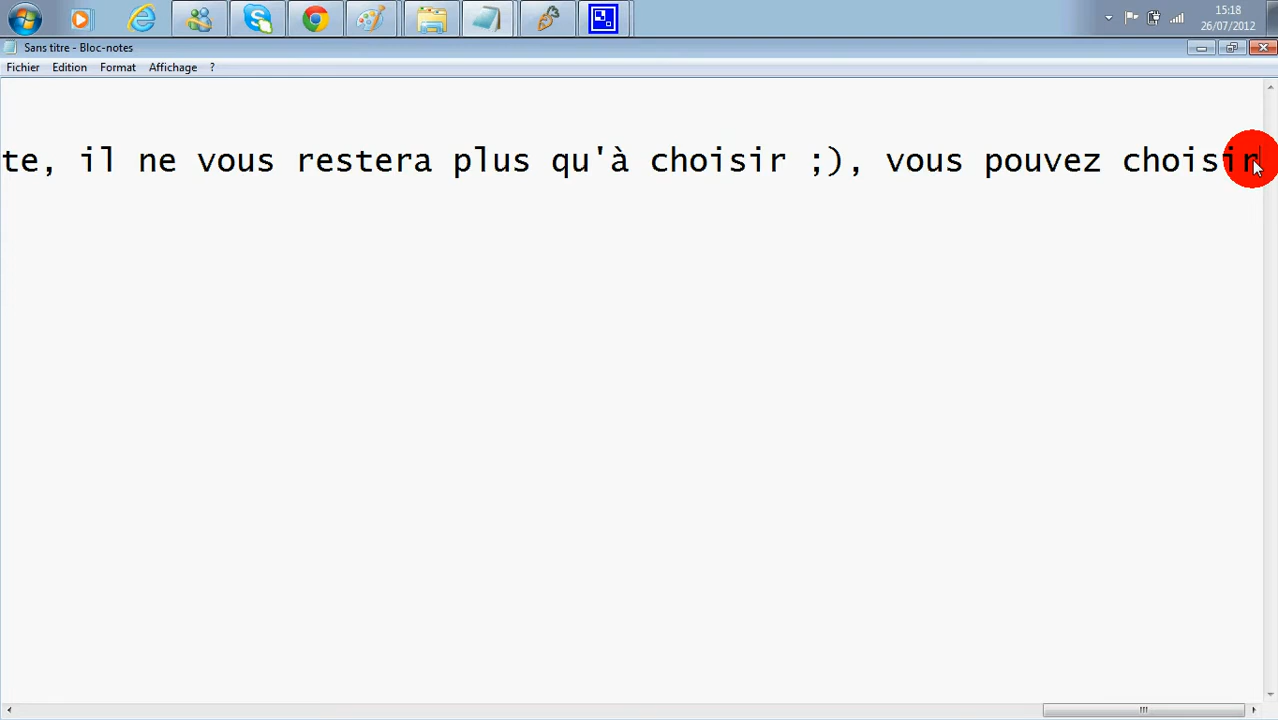 15:18
26/07/2012
Sans titre - Bloc-notes
Fichier Edition Format Affichage ?
te, il ne vous restera plus qu'à choisir ;), vous pouvez choisir